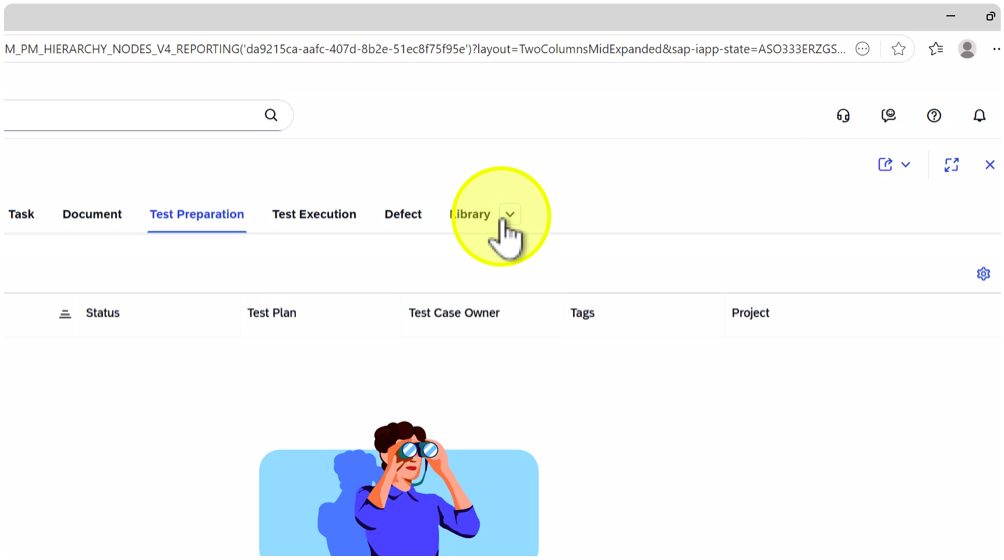 M_PM_HIERARCHY_NODES_V4_REPORTING('da9215ca-aafc-407d-8b2e-51ec8f75f95e')?layout=TwoColumnsMidExpanded&sap-iapp-state=ASO333ERZGS...
Task Document Test Preparation Test Execution Defect Library
Status Test Plan Test Case Owner Tags Project